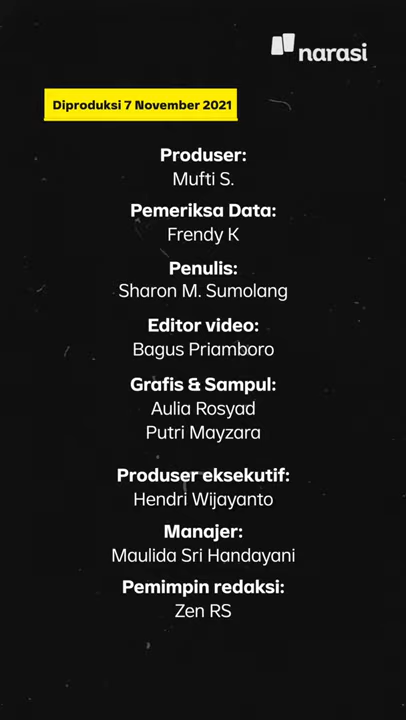 narasi
Diproduksi 7 November 2021
Produser:
Mufti S.
Pemeriksa Data:
Frendy K
Penulis:
Sharon M. Sumolang
Editor video:
Bagus Priamboro
Grafis & Sampul:
Aulia Rosyad
Putri Mayzara
Produser eksekutif:
Hendri Wijayanto
Manajer:
Maulida Sri Handayani
Pemimpin redaksi:
Zen RS